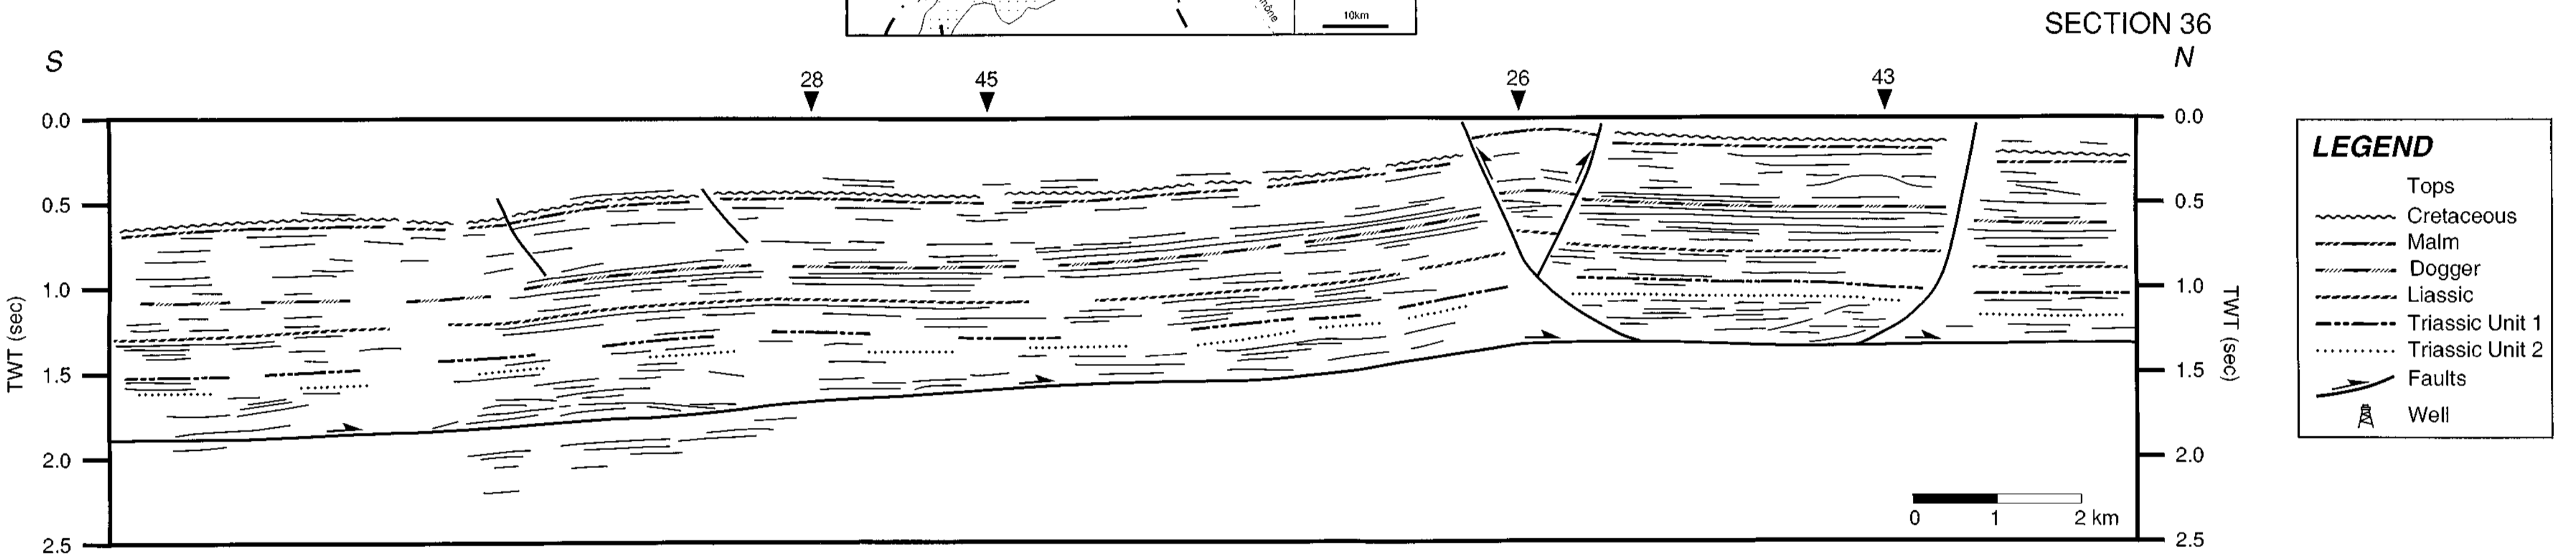 10km
SECTION 36
S
N
28
45
26
43
0.0
0.5
1.0
1.5
2.0
2.5
TWT (sec)
0.0
0.5
1.0
1.5
2.0
2.5
TWT (sec)
0 1 2 km
LEGEND
Tops
Cretaceous
Malm
Dogger
Liassic
Triassic Unit 1
Triassic Unit 2
Faults
Well